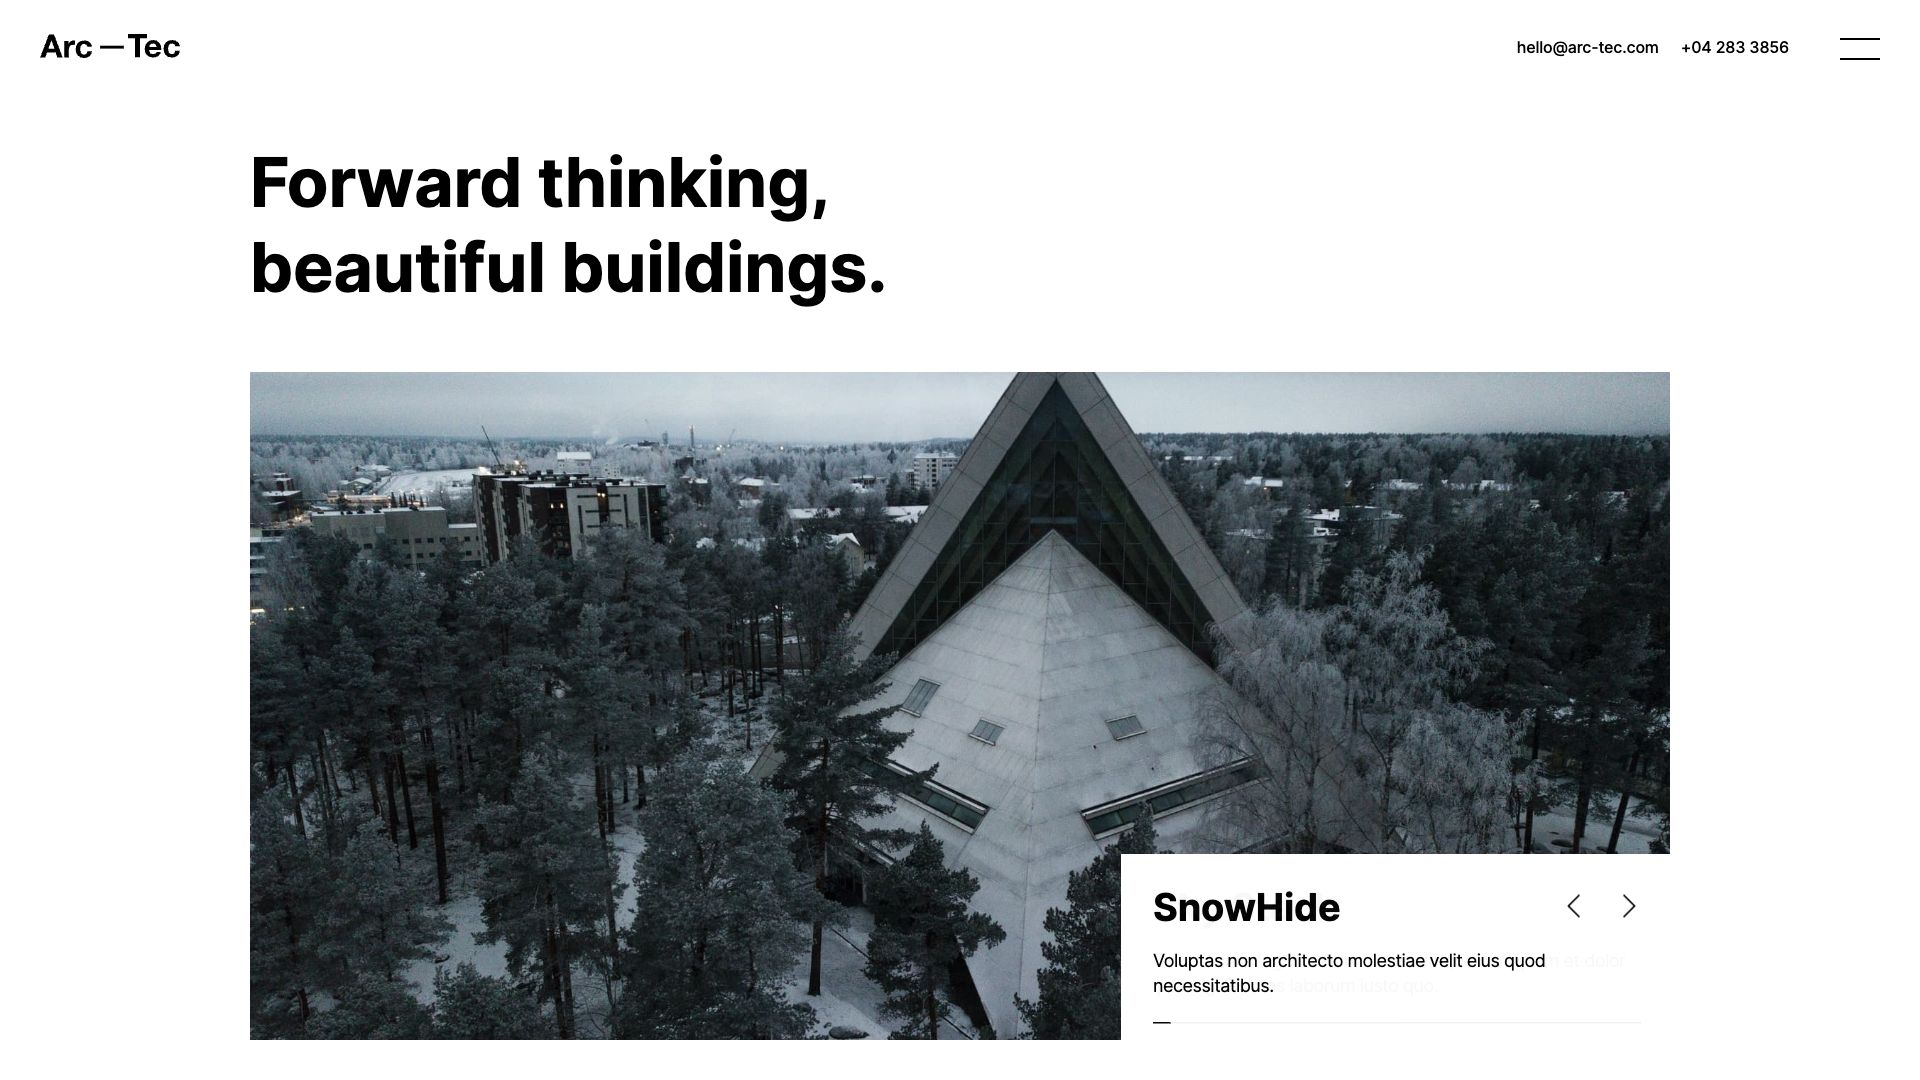 Arc — Tec
hello@arc-tec.com +04 283 3856
Forward thinking,
beautiful buildings.
SnowHide
Voluptas non architecto molestiae velit eius quod
necessitatibus.